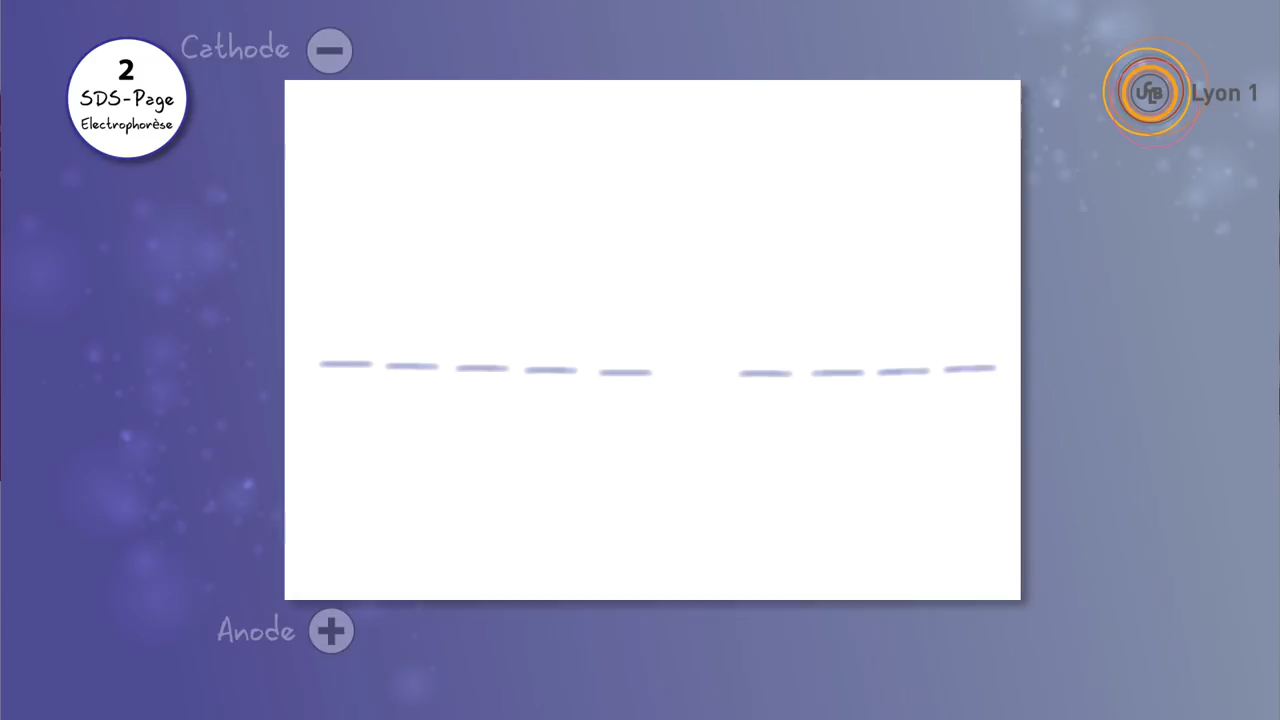 Cathode −
2
SDS-Page
Electrophorèse
Lyon 1
Anode +